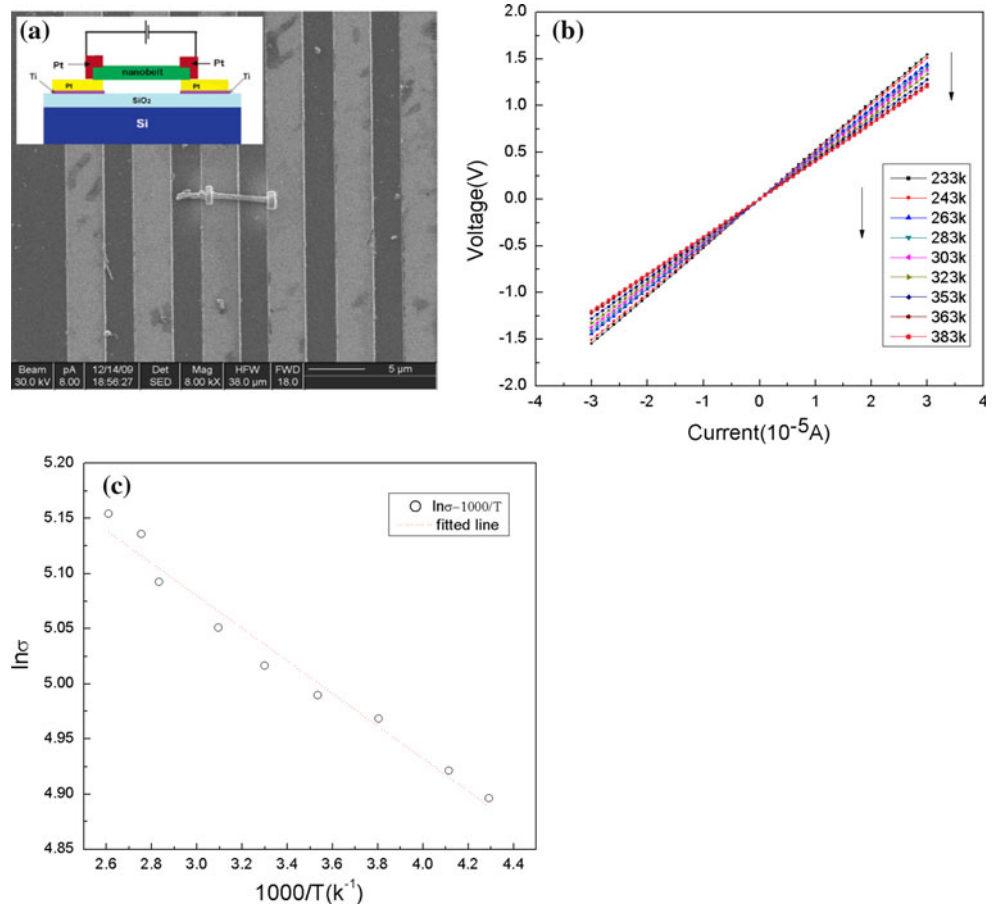 (a)
Pt
Pt
nanobelt
Ti
Pt
Pt
Ti
SiO₂
Si
Beam pA 12/14/09 Det Mag HFW FWD
30.0 kV 8.00 18:56:27 SED 8.00 kX 38.0 µm 18.0 5 µm
(b)
2.0
1.5
1.0
0.5
0.0
-0.5
-1.0
-1.5
-2.0
Voltage(V)
233k
243k
263k
283k
303k
323k
353k
363k
383k
-4 -3 -2 -1 0 1 2 3 4
Current(10⁻⁵A)
(c)
5.20
5.15
5.10
5.05
5.00
4.95
4.90
4.85
lnσ
lnσ-1000/T
fitted line
2.6 2.8 3.0 3.2 3.4 3.6 3.8 4.0 4.2 4.4
1000/T(k⁻¹)